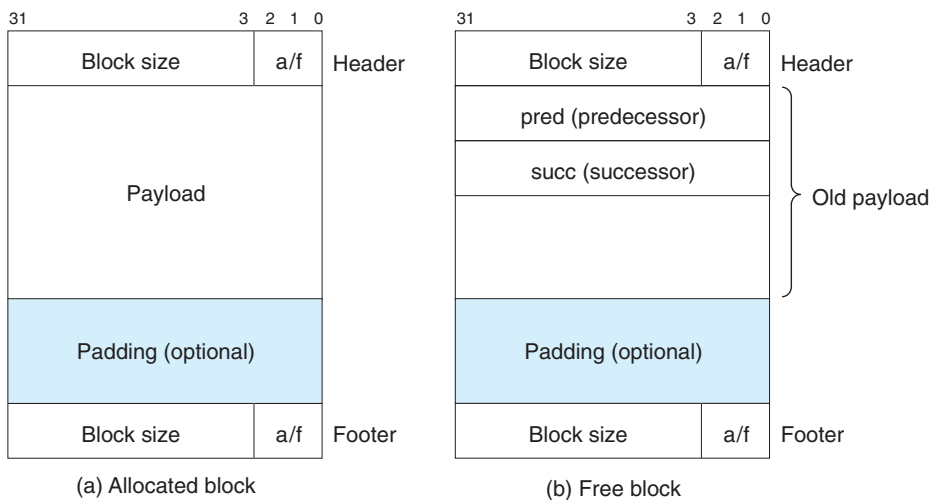 31 3 2 1 0
Block size a/f Header
Payload
Padding (optional)
Block size a/f Footer
(a) Allocated block
31 3 2 1 0
Block size a/f Header
pred (predecessor)
succ (successor)
Old payload
Padding (optional)
Block size a/f Footer
(b) Free block